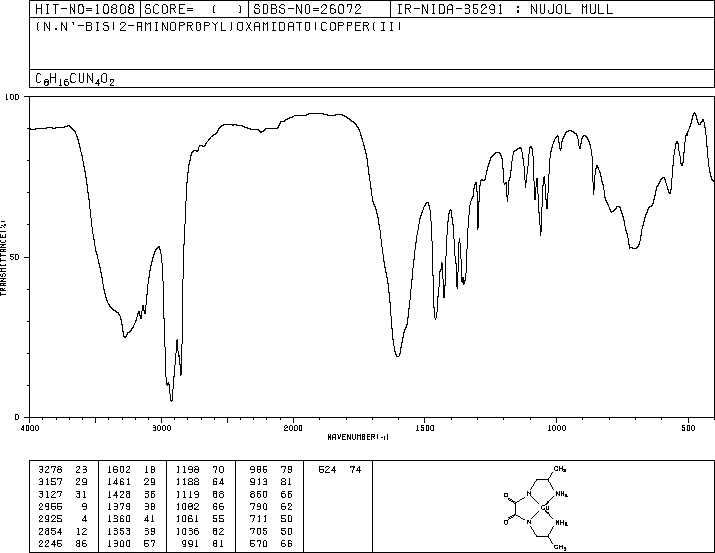 HIT-NO=10808 SCORE= ( ) SDBS-NO=26072 IR-NIDA-35291 : NUJOL MULL
(N,N'-BIS(2-AMINOPROPYL)OXAMIDATO)COPPER(II)
C8H16CUN4O2
100
TRANSMITTANCE(%)
50
0
4000 3000 2000 1500 1000 500
WAVENUMBER(-1)
3278 23 1602 18 1198 70 986 79 524 74
3157 29 1461 29 1188 64 913 81
3127 31 1428 36 1119 68 860 66
2955 9 1379 38 1082 66 790 62
2925 4 1360 41 1061 55 711 50
2854 12 1353 39 1036 62 705 50
2245 86 1300 57 991 81 570 66
CH3
O N NH2
Cu
O N NH2
CH3